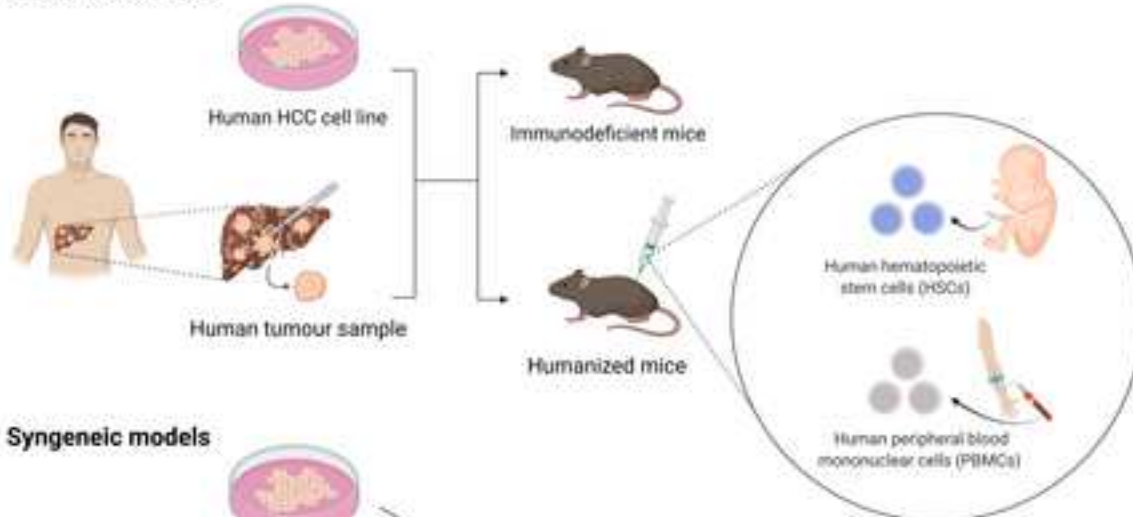 Human HCC cell line
Immunodeficient mice
Human hematopoietic
stem cells (HSCs)
Human tumour sample
Humanized mice
Human peripheral blood
mononuclear cells (PBMCs)
Syngeneic models